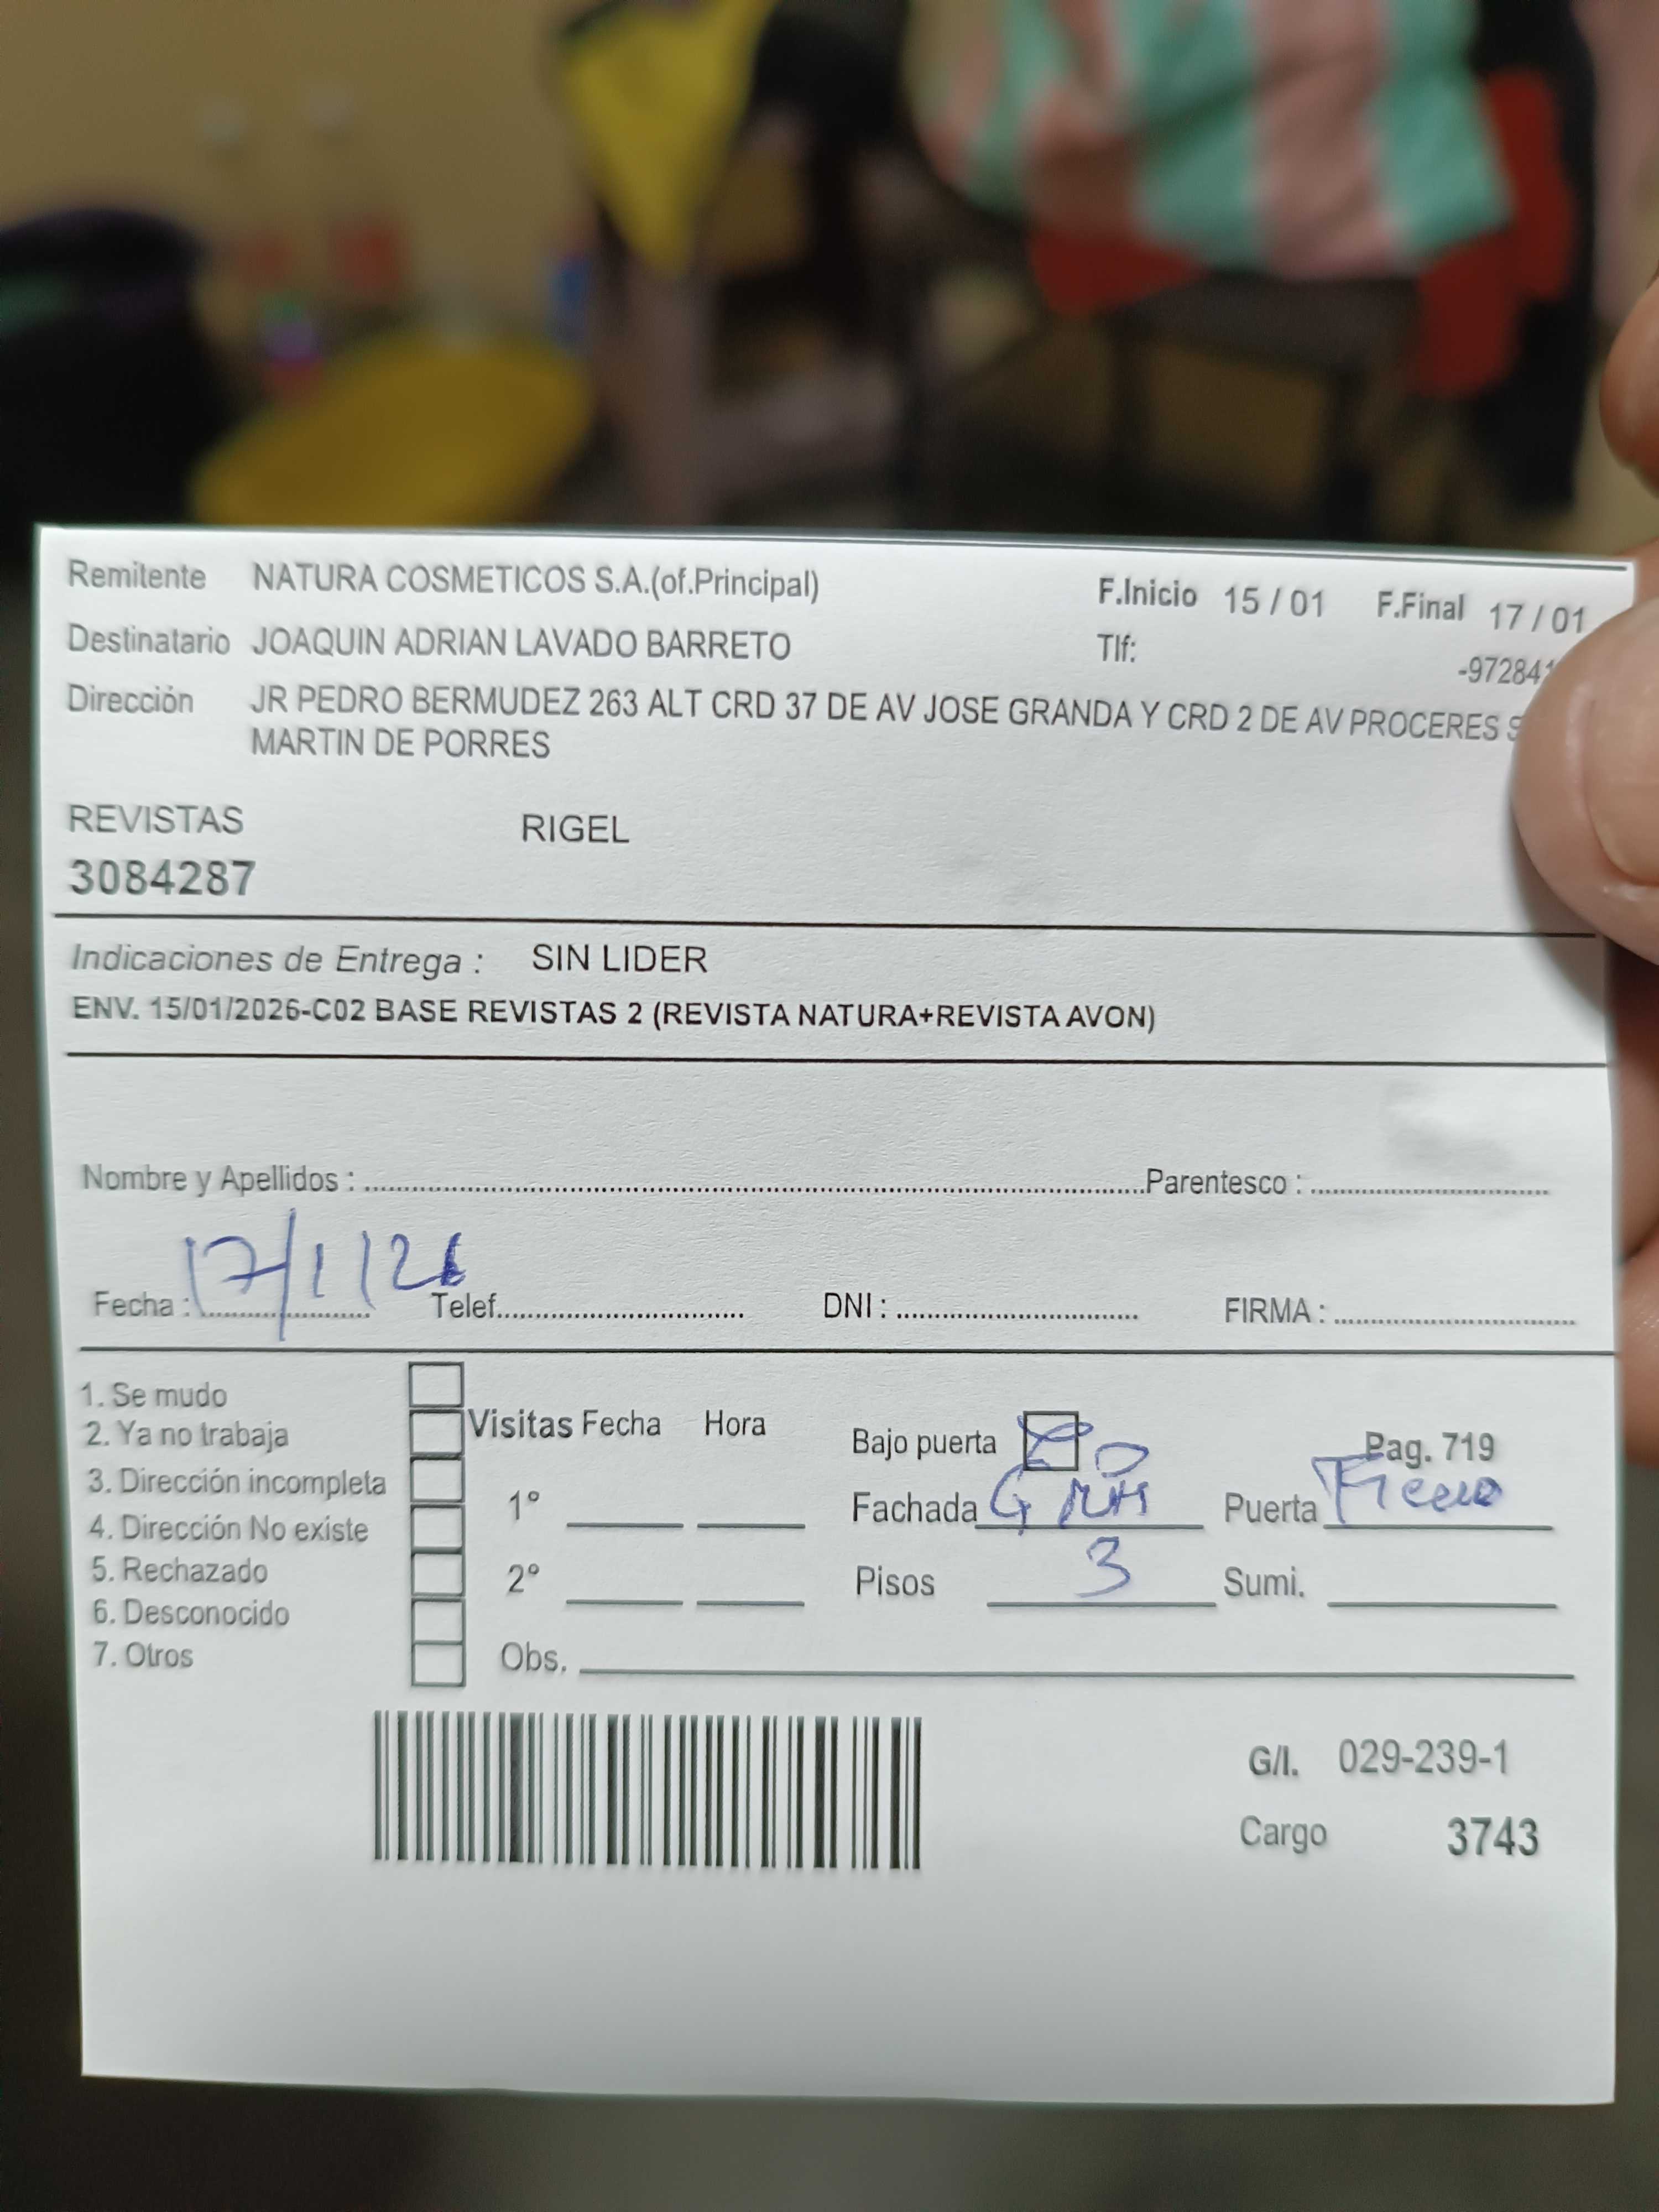 Remitente NATURA COSMETICOS S.A.(of.Principal) F.Inicio 15 / 01 F.Final 17 / 01
Destinatario JOAQUIN ADRIAN LAVADO BARRETO Tlf: -97284
Dirección JR PEDRO BERMUDEZ 263 ALT CRD 37 DE AV JOSE GRANDA Y CRD 2 DE AV PROCERES S
MARTIN DE PORRES
REVISTAS RIGEL
3084287
Indicaciones de Entrega : SIN LIDER
ENV. 15/01/2026-C02 BASE REVISTAS 2 (REVISTA NATURA+REVISTA AVON)
Nombre y Apellidos : Parentesco :
Fecha : 17/1/26 Telef. DNI : FIRMA :
1. Se mudo
2. Ya no trabaja Visitas Fecha Hora Bajo puerta Pag. 719
3. Dirección incompleta
4. Dirección No existe 1° Fachada Puerta Fierro
5. Rechazado 2° Pisos 3 Sumi.
6. Desconocido
7. Otros Obs.
G/I. 029-239-1
Cargo 3743